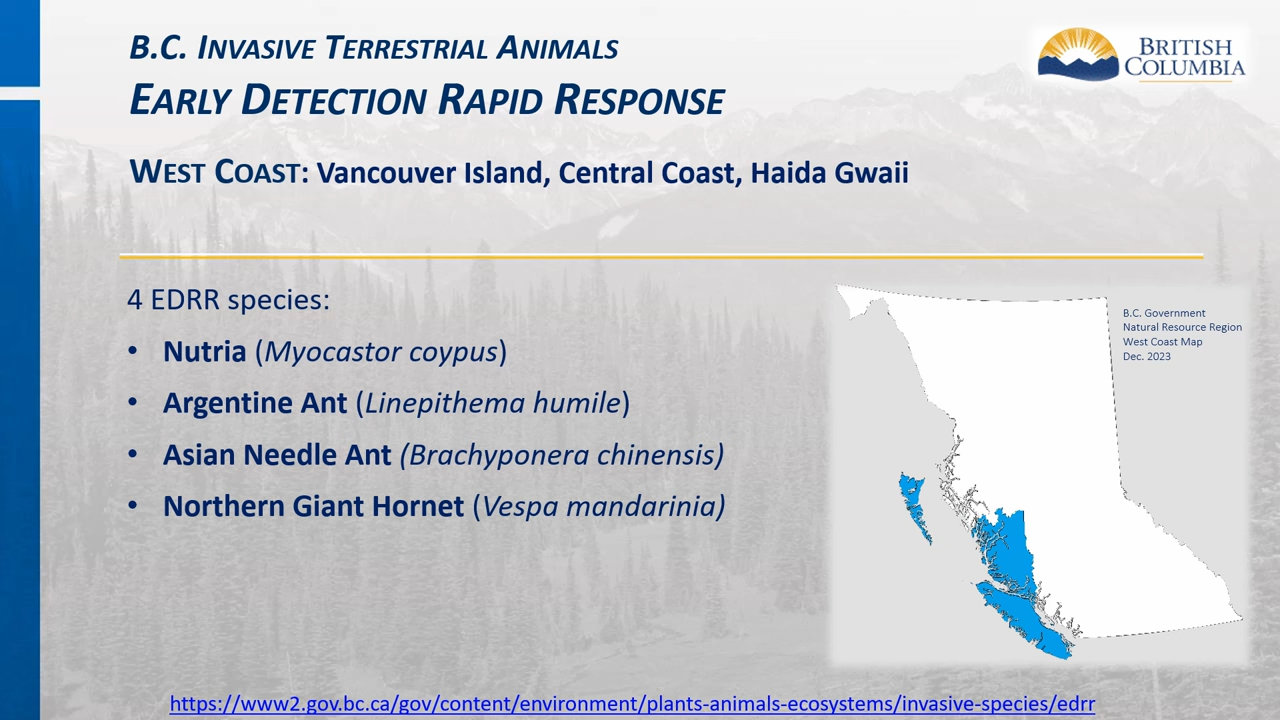 B.C. INVASIVE TERRESTRIAL ANIMALS
EARLY DETECTION RAPID RESPONSE
BRITISH
COLUMBIA
WEST COAST: Vancouver Island, Central Coast, Haida Gwaii
4 EDRR species:
• Nutria (Myocastor coypus)
• Argentine Ant (Linepithema humile)
• Asian Needle Ant (Brachyponera chinensis)
• Northern Giant Hornet (Vespa mandarinia)
B.C. Government
Natural Resource Region
West Coast Map
Dec. 2023
https://www2.gov.bc.ca/gov/content/environment/plants-animals-ecosystems/invasive-species/edrr